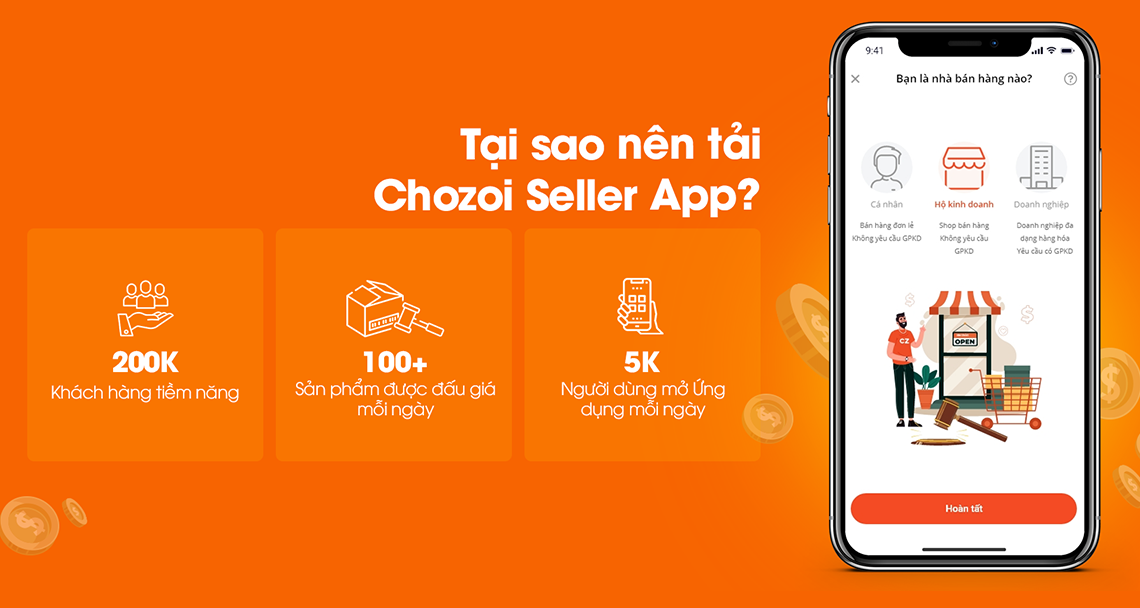 Tại sao nên tải
Chozoi Seller App?
200K
Khách hàng tiềm năng
100+
Sản phẩm được đấu giá
mỗi ngày
5K
Người dùng mở Ứng
dụng mỗi ngày
9:41
Bạn là nhà bán hàng nào?
?
Cá nhân
Bán hàng đơn lẻ
Không yêu cầu GPKD
Hộ kinh doanh
Shop bán hàng
Không yêu cầu
GPKD
Doanh nghiệp
Doanh nghiệp đa
dạng hàng hóa
Yêu cầu có GPKD
CZ
OPEN
Hoàn tất